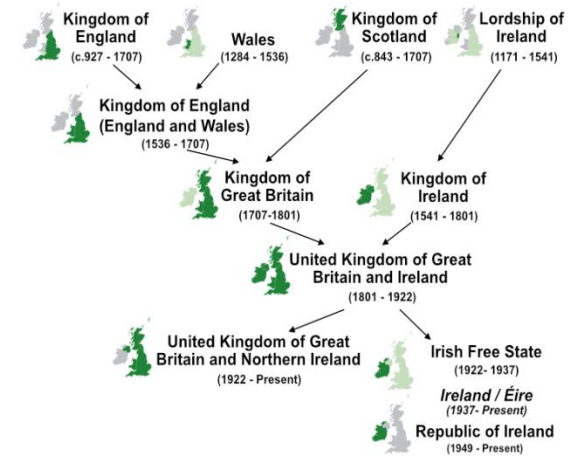 Kingdom of
England
(c.927 - 1707)
Wales
(1284 - 1536)
Kingdom of
Scotland
(c.843 - 1707)
Lordship of
Ireland
(1171 - 1541)
Kingdom of England
(England and Wales)
(1536 - 1707)
Kingdom of
Great Britain
(1707-1801)
Kingdom of
Ireland
(1541 - 1801)
United Kingdom of Great
Britain and Ireland
(1801 - 1922)
United Kingdom of Great
Britain and Northern Ireland
(1922 - Present)
Irish Free State
(1922- 1937)
Ireland / Éire
(1937- Present)
Republic of Ireland
(1949 - Present)